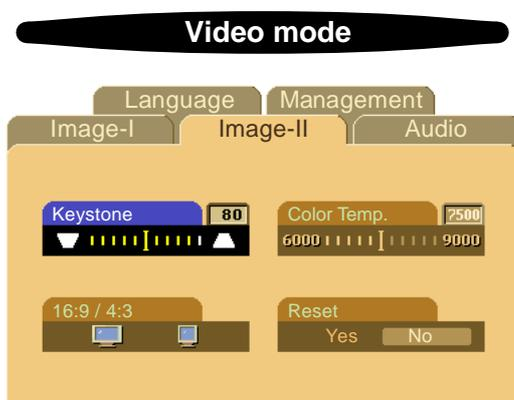 Video mode
Language Management
Image-I Image-II Audio
Keystone 80 Color Temp. 7500
6000 9000
16:9 / 4:3 Reset
Yes No